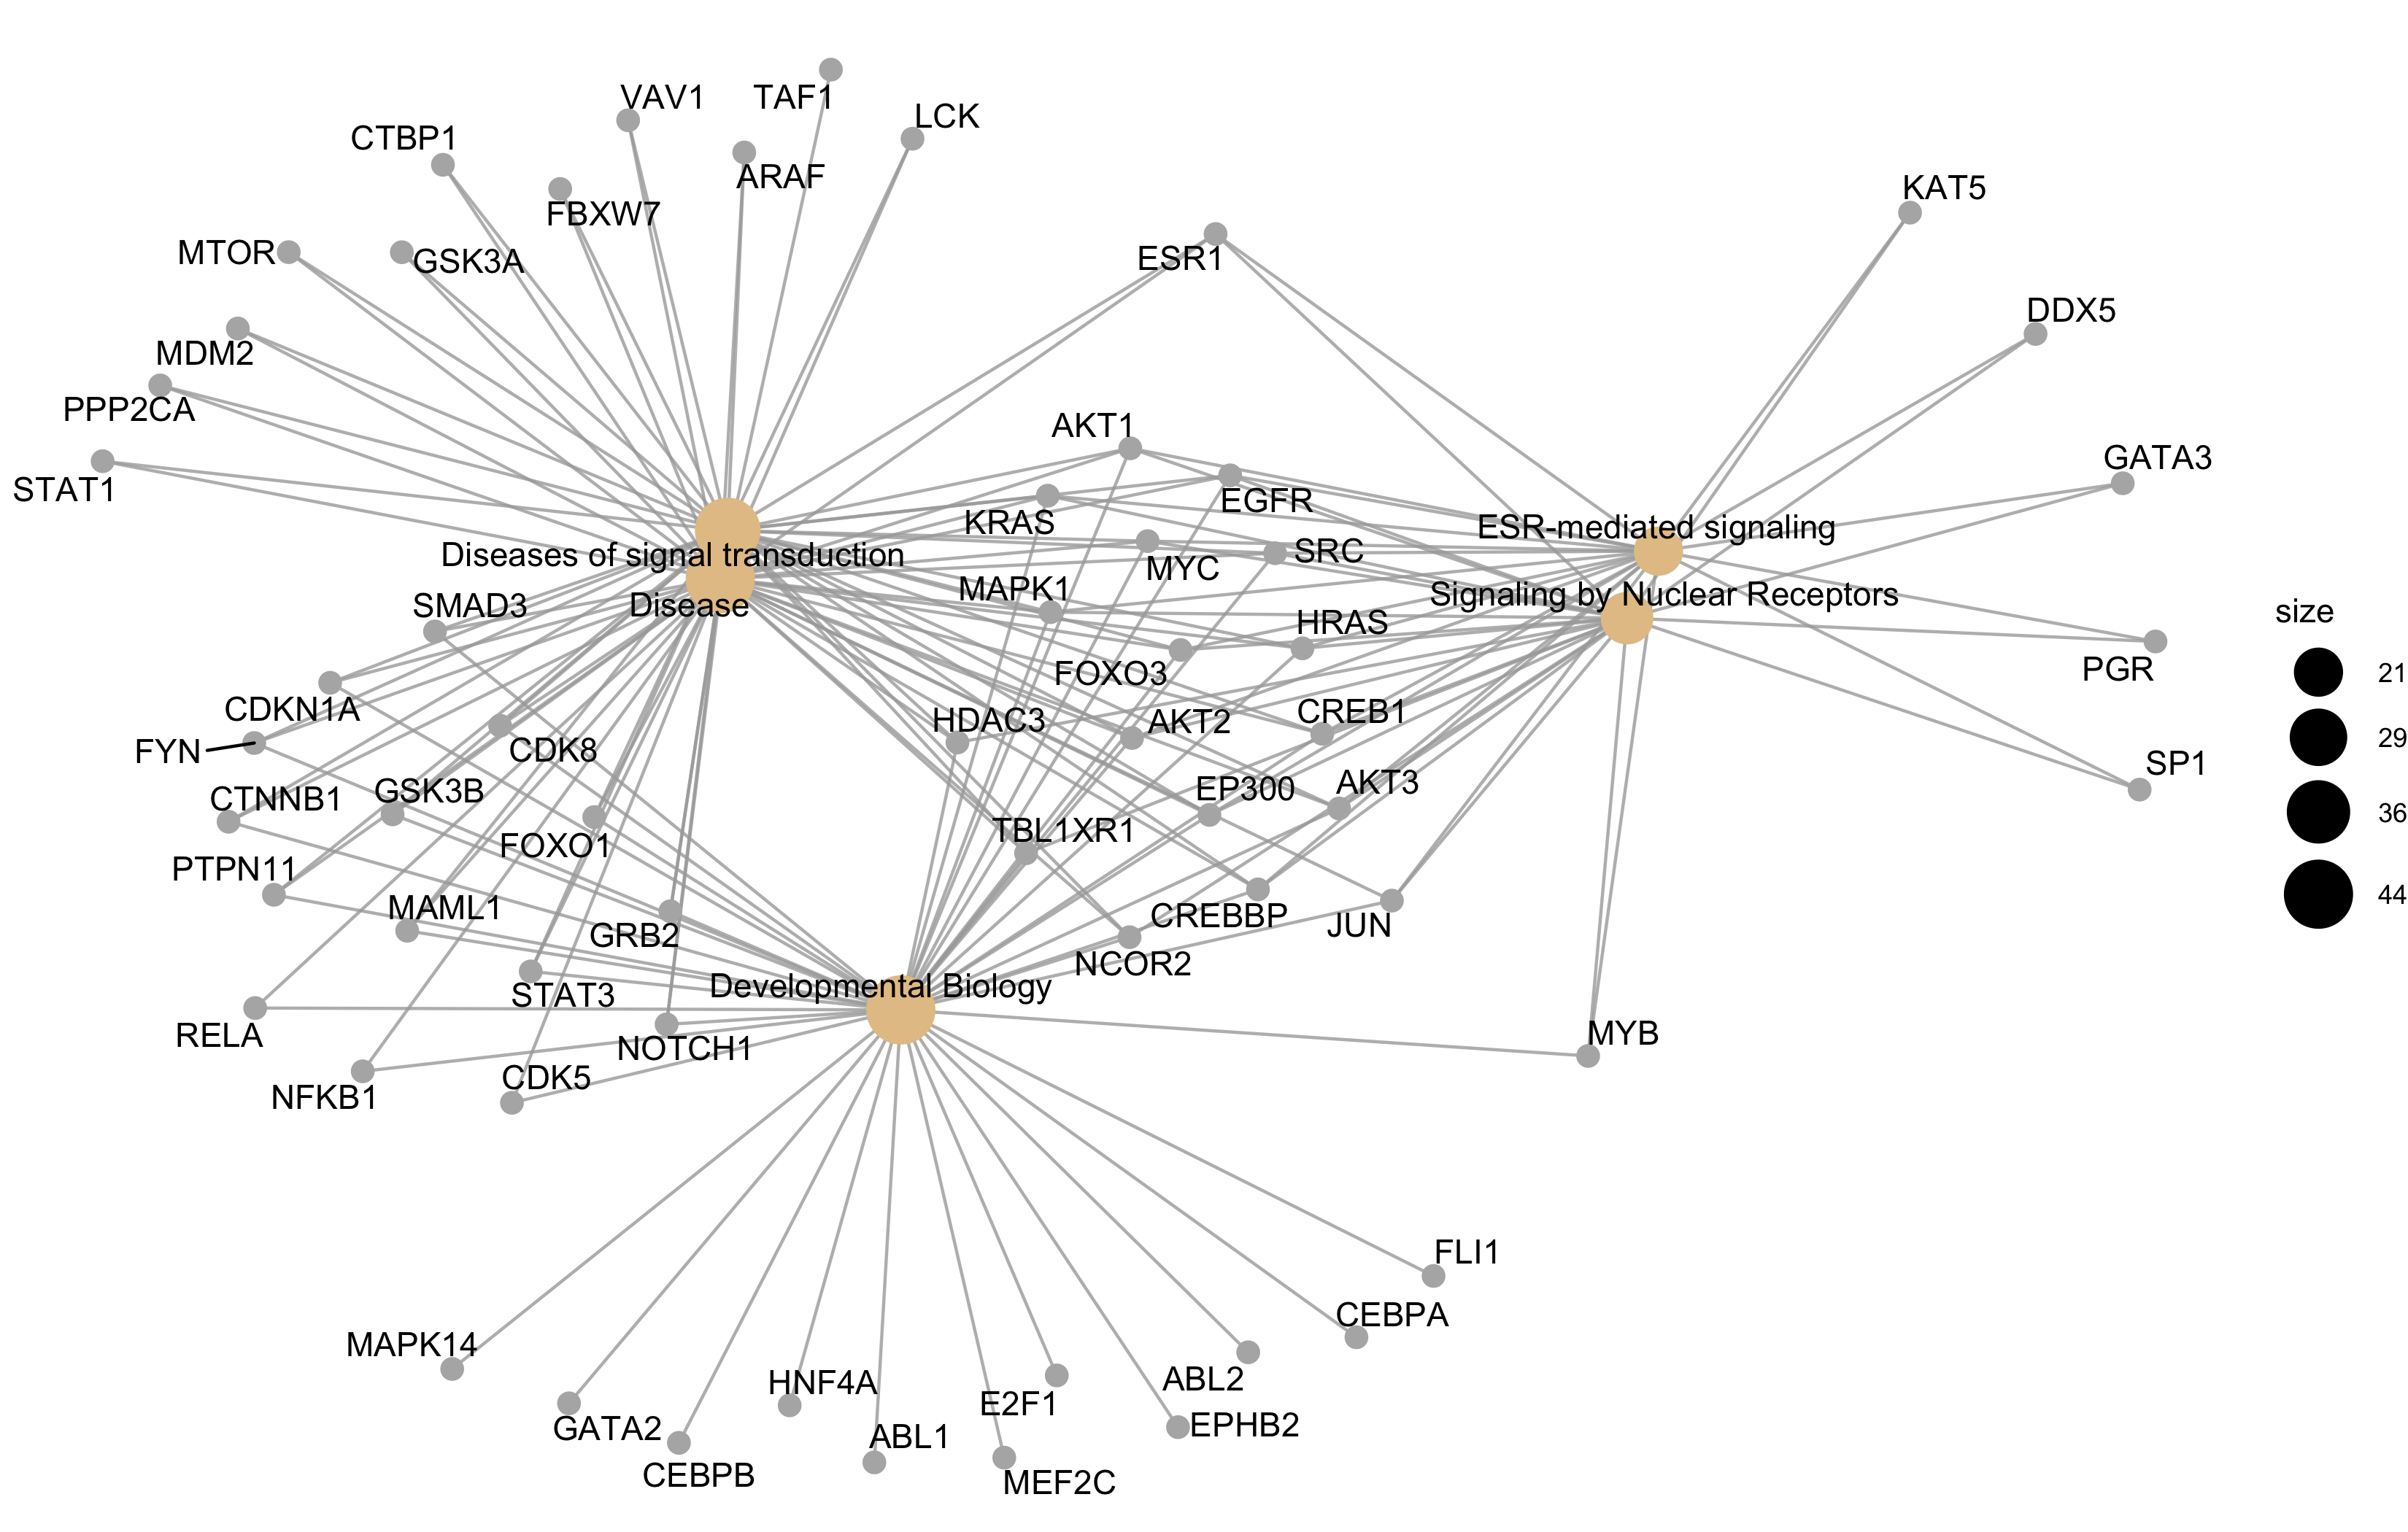 VAV1
TAF1
LCK
CTBP1
ARAF
KAT5
FBXW7
MTOR
GSK3A
ESR1
DDX5
MDM2
PPP2CA
AKT1
GATA3
STAT1
EGFR
KRAS
ESR-mediated signaling
Diseases of signal transduction
SRC
MYC
MAPK1
Signaling by Nuclear Receptors
SMAD3
Disease
size
HRAS
FOXO3
PGR
21
CDKN1A
HDAC3
AKT2
CREB1
29
FYN
CDK8
SP1
CTNNB1
GSK3B
EP300
AKT3
36
FOXO1
TBL1XR1
PTPN11
44
MAML1
CREBBP
GRB2
JUN
NCOR2
Developmental Biology
STAT3
RELA
MYB
NOTCH1
CDK5
NFKB1
FLI1
CEBPA
MAPK14
HNF4A
ABL2
E2F1
GATA2
EPHB2
ABL1
CEBPB
MEF2C